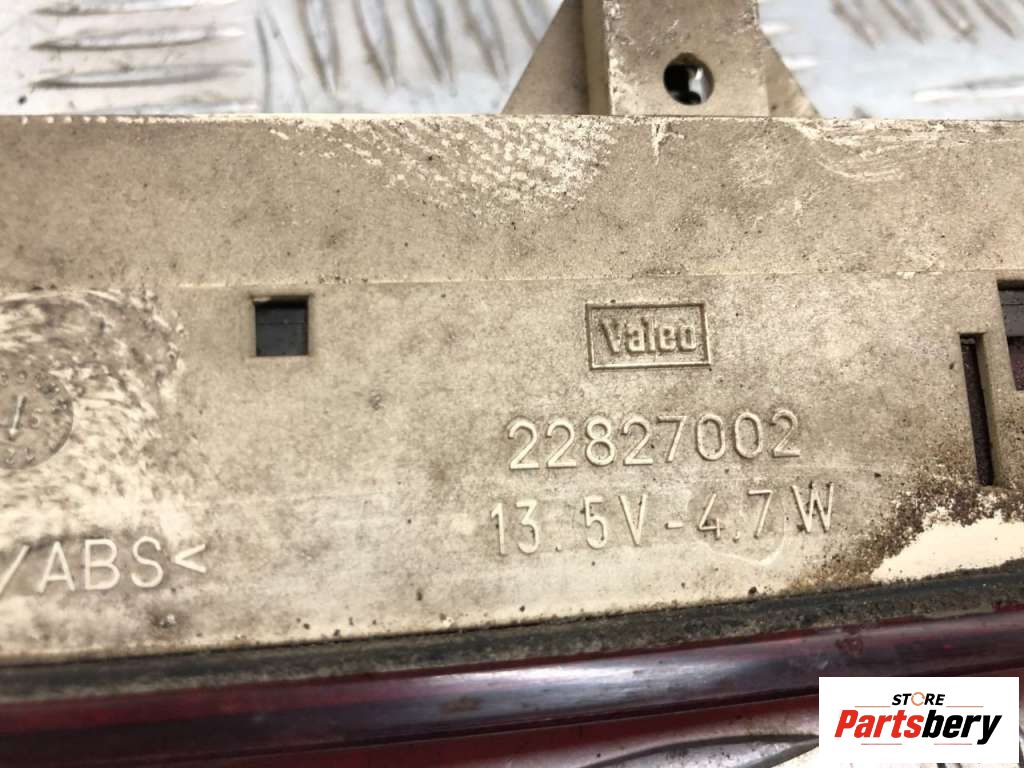 Valeo
22827002
13.5V-4.7W
/ABS<
STORE
Partsbery